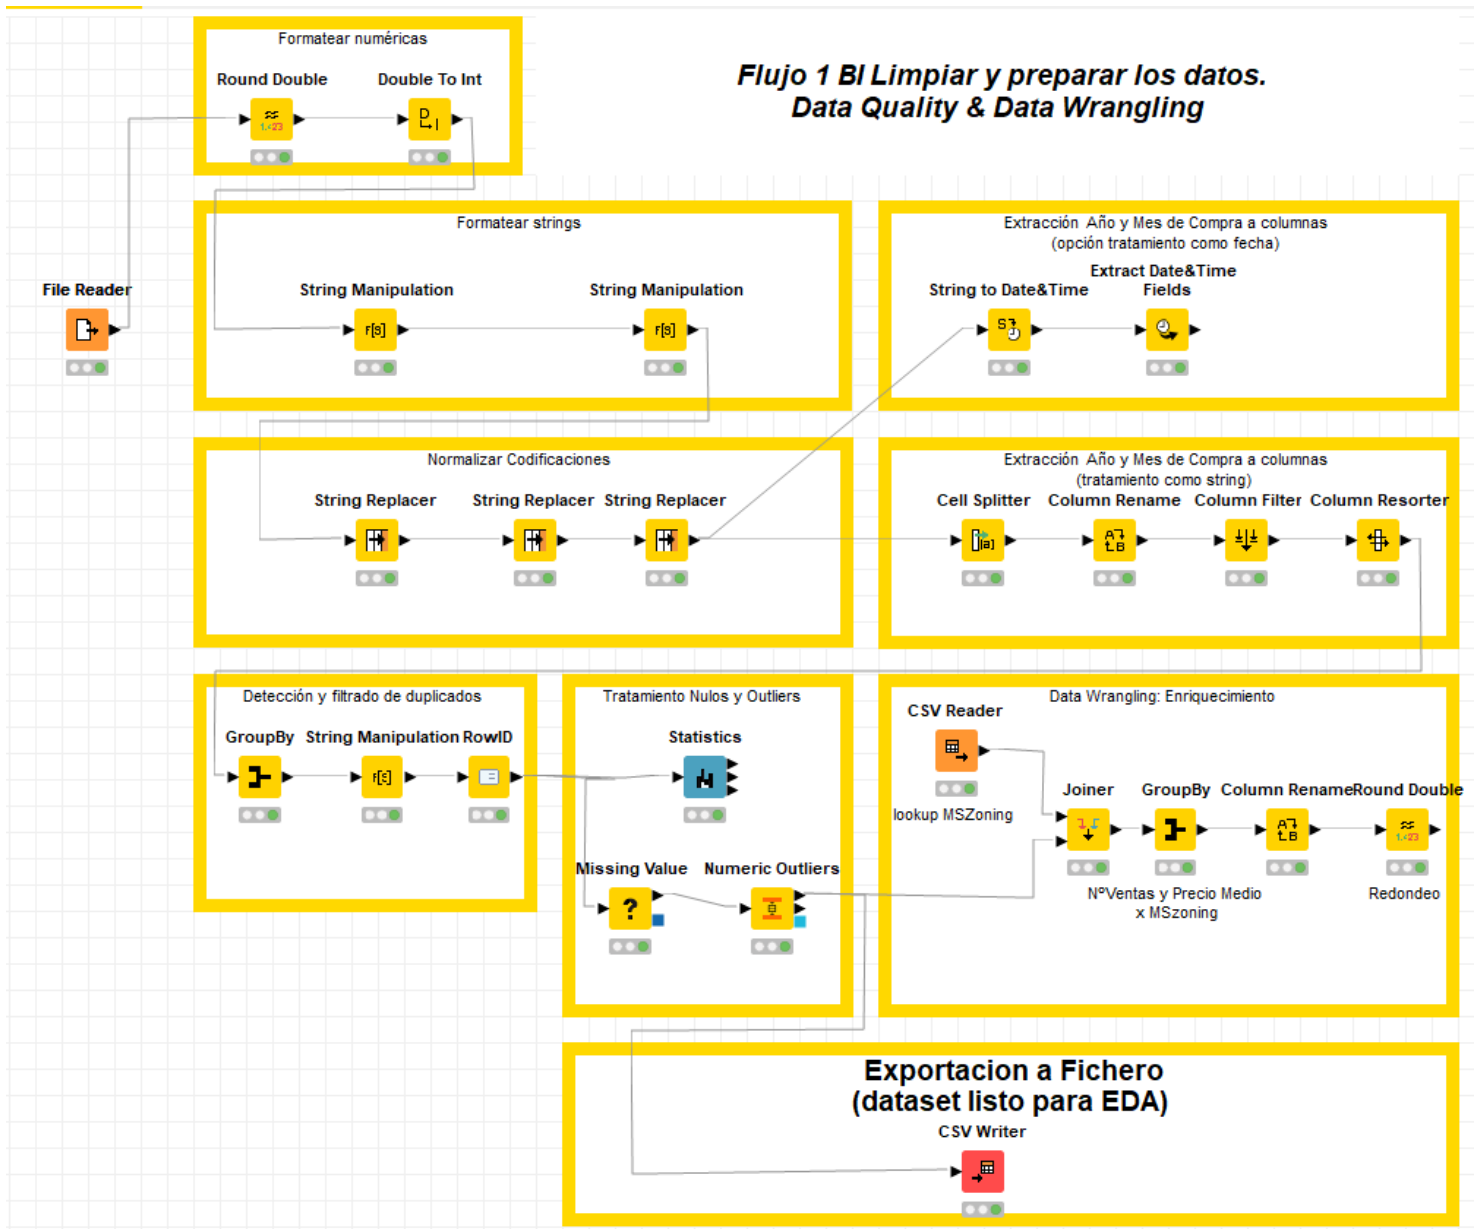 Formatear numéricas
Round Double
Double To Int
Flujo 1 BI Limpiar y preparar los datos.
Data Quality & Data Wrangling
Formatear strings
String Manipulation
String Manipulation
Extracción Año y Mes de Compra a columnas
(opción tratamiento como fecha)
String to Date&Time
Extract Date&Time
Fields
File Reader
Normalizar Codificaciones
String Replacer
String Replacer
String Replacer
Extracción Año y Mes de Compra a columnas
(tratamiento como string)
Cell Splitter
Column Rename
Column Filter
Column Resorter
Detección y filtrado de duplicados
GroupBy
String Manipulation
RowID
Tratamiento Nulos y Outliers
Statistics
Missing Value
Numeric Outliers
Data Wrangling: Enriquecimiento
CSV Reader
lookup MSZoning
Joiner
GroupBy
Column Rename
Round Double
NºVentas y Precio Medio
x MSzoning
Redondeo
Exportacion a Fichero
(dataset listo para EDA)
CSV Writer